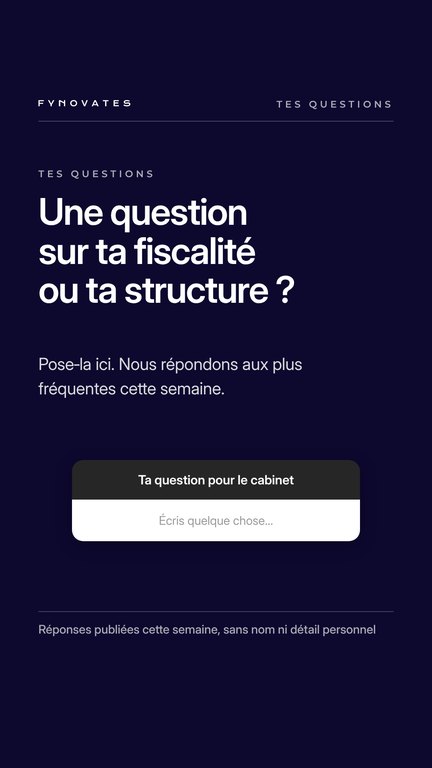 FYNOVATES
TES QUESTIONS
TES QUESTIONS
Une question
sur ta fiscalité
ou ta structure ?
Pose-la ici. Nous répondons aux plus
fréquentes cette semaine.
Ta question pour le cabinet
Écris quelque chose...
Réponses publiées cette semaine, sans nom ni détail personnel